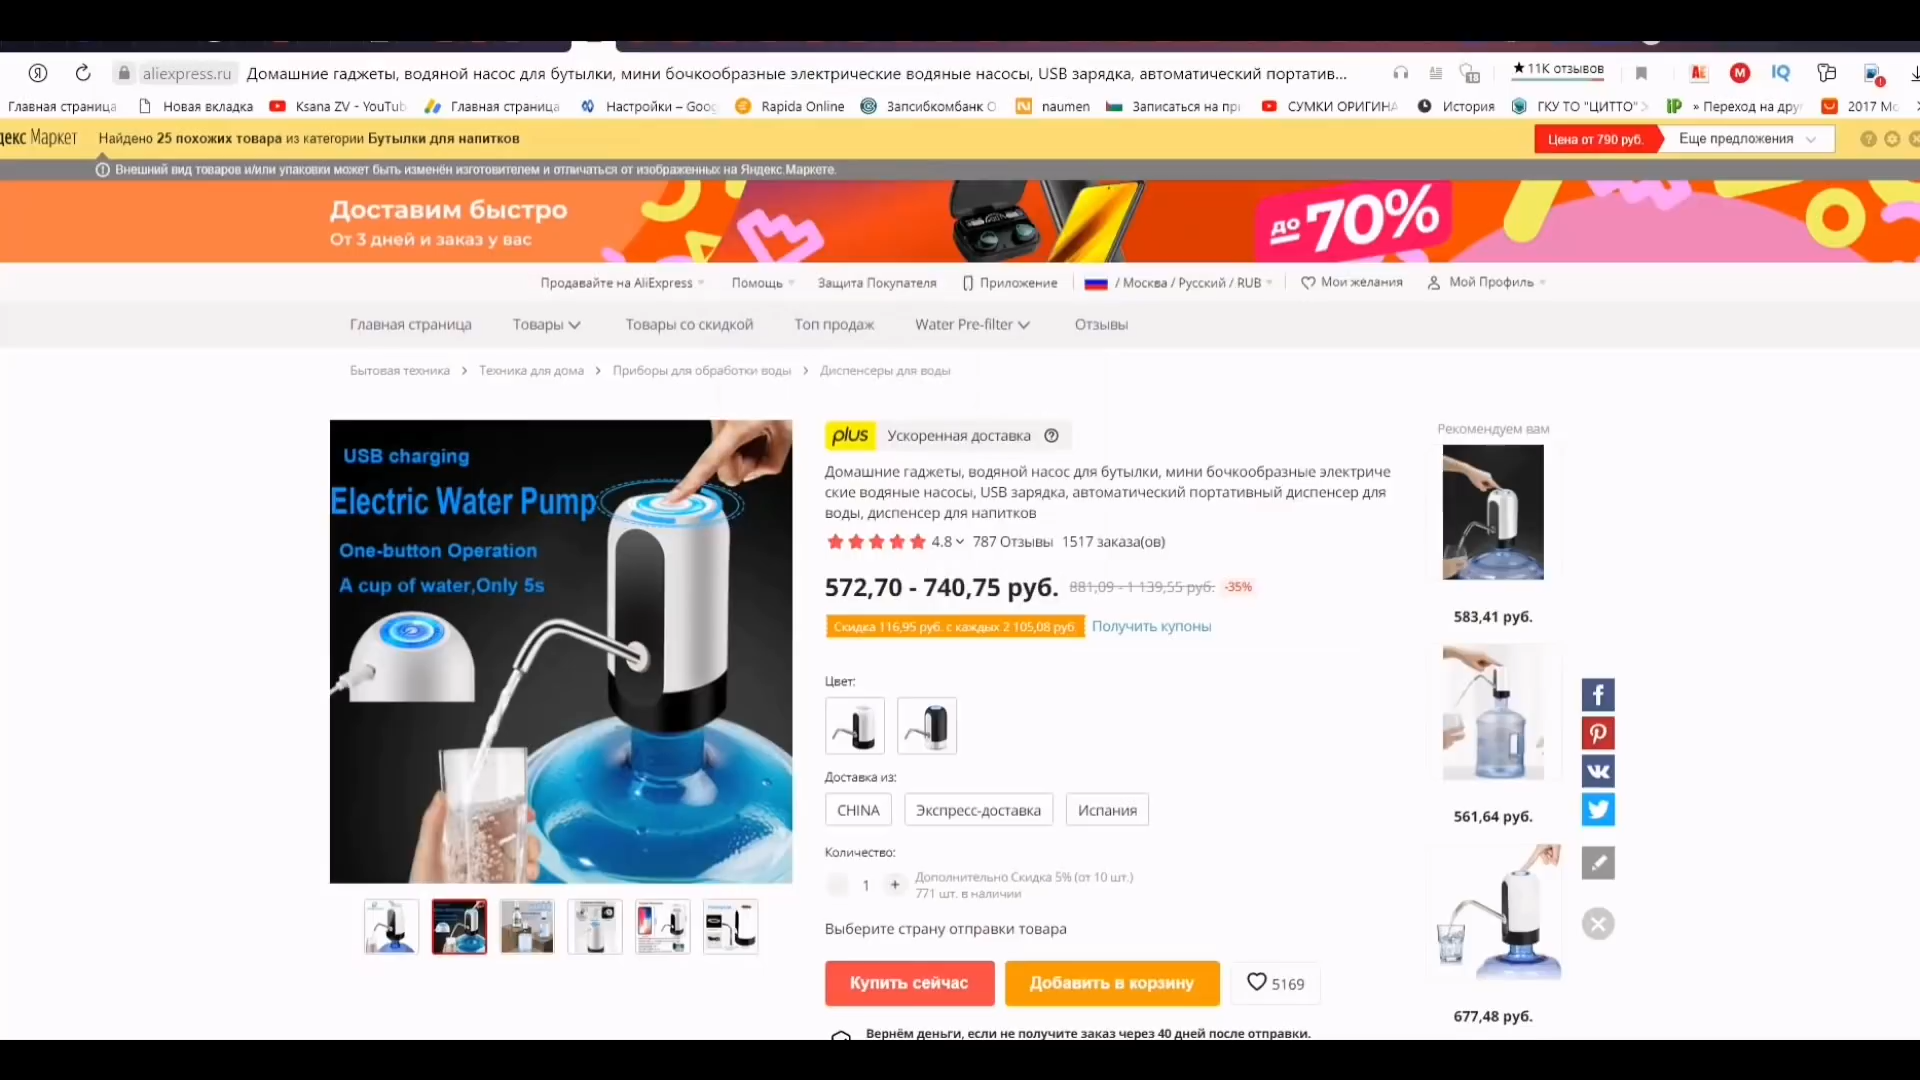 aliexpress.ru Домашние гаджеты, водяной насос для бутылки, мини бочкообразные электрические водяные насосы, USB зарядка, автоматический портатив... 18 ★ 11K отзывов АЕ M IQ
Главная страница Новая вкладка Ksana ZV - YouTub Главная страница Настройки – Goog Rapida Online Запсибкомбанк О naumen Записаться на пр СУМКИ ОРИГИНА История ГКУ ТО "ЦИТТО" iP » Переход на дру 2017
декс Маркет Найдено 25 похожих товара из категории Бутылки для напитков Цена от 790 руб. Еще предложения
Внешний вид товаров и/или упаковки может быть изменён изготовителем и отличаться от изображенных на Яндекс.Маркете.
Доставим быстро
От 3 дней и заказ у вас
до 70%
Продавайте на AliExpress Помощь Защита Покупателя Приложение / Москва / Русский / RUB Мои желания Мой Профиль
Главная страница Товары Товары со скидкой Топ продаж Water Pre-filter Отзывы
Бытовая техника > Техника для дома > Приборы для обработки воды > Диспенсеры для воды
USB charging
Electric Water Pump
One-button Operation
A cup of water,Only 5s
plus Ускоренная доставка
Домашние гаджеты, водяной насос для бутылки, мини бочкообразные электриче
ские водяные насосы, USB зарядка, автоматический портативный диспенсер для
воды, диспенсер для напитков
4.8 787 Отзывы 1517 заказа(ов)
572,70 - 740,75 руб. 881,09 - 1 139,55 руб. -35%
Скидка 116,95 руб. с каждых 2 105,08 руб. Получить купоны
Цвет:
Доставка из:
CHINA Экспресс-доставка Испания
Количество:
1 + Дополнительно Скидка 5% (от 10 шт.)
771 шт. в наличии
Выберите страну отправки товара
Купить сейчас Добавить в корзину 5169
Вернём деньги, если не получите заказ через 40 дней после отправки.
Рекомендуем вам
583,41 руб.
561,64 руб.
677,48 руб.